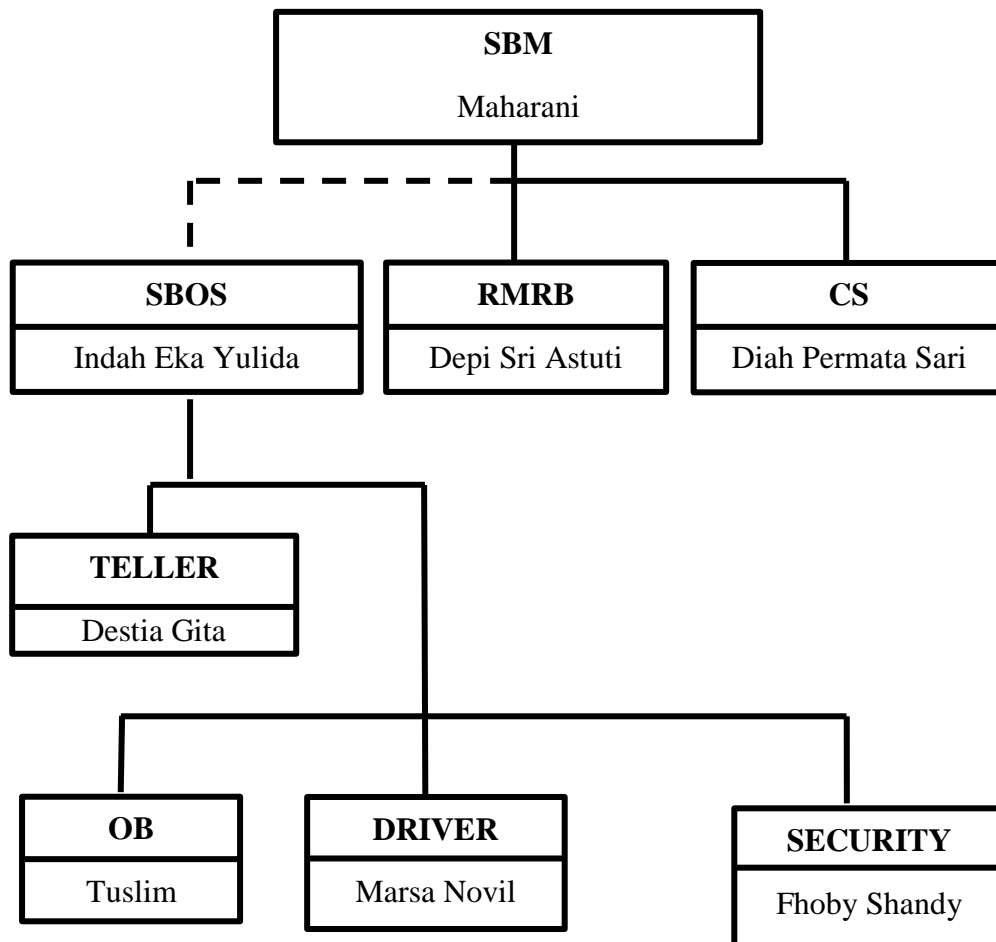 SBM
Maharani
SBOS
Indah Eka Yulida
RMRB
Depi Sri Astuti
CS
Diah Permata Sari
TELLER
Destia Gita
OB
Tuslim
DRIVER
Marsa Novil
SECURITY
Fhoby Shandy